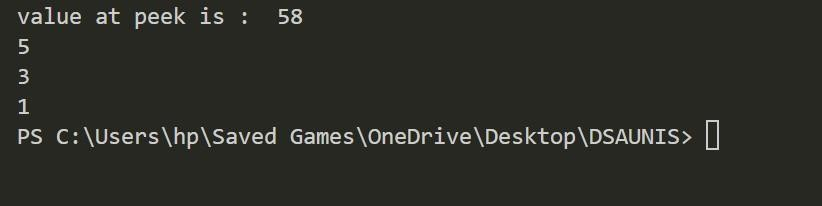 value at peek is :  58
5
3
1
PS C:\Users\hp\Saved Games\OneDrive\Desktop\DSAUNIS>